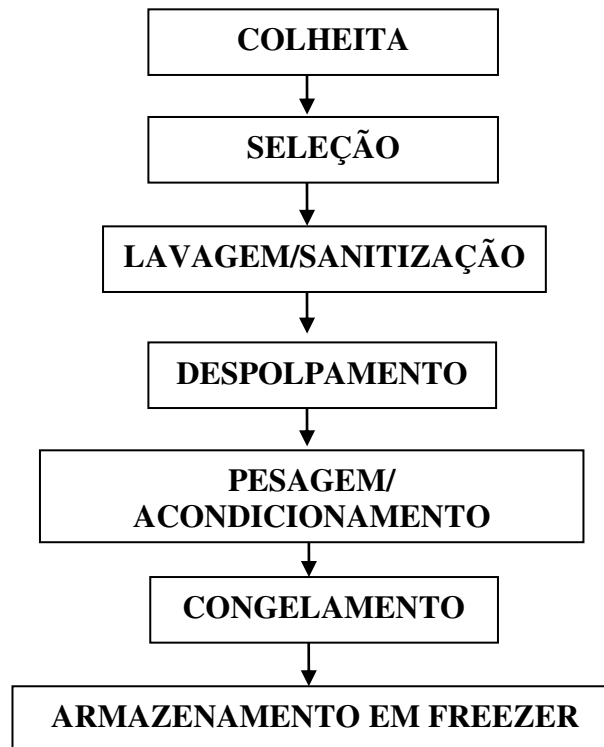 COLHEITA
SELEÇÃO
LAVAGEM/SANITIZAÇÃO
DESPOLPAMENTO
PESAGEM/
ACONDICIONAMENTO
CONGELAMENTO
ARMAZENAMENTO EM FREEZER